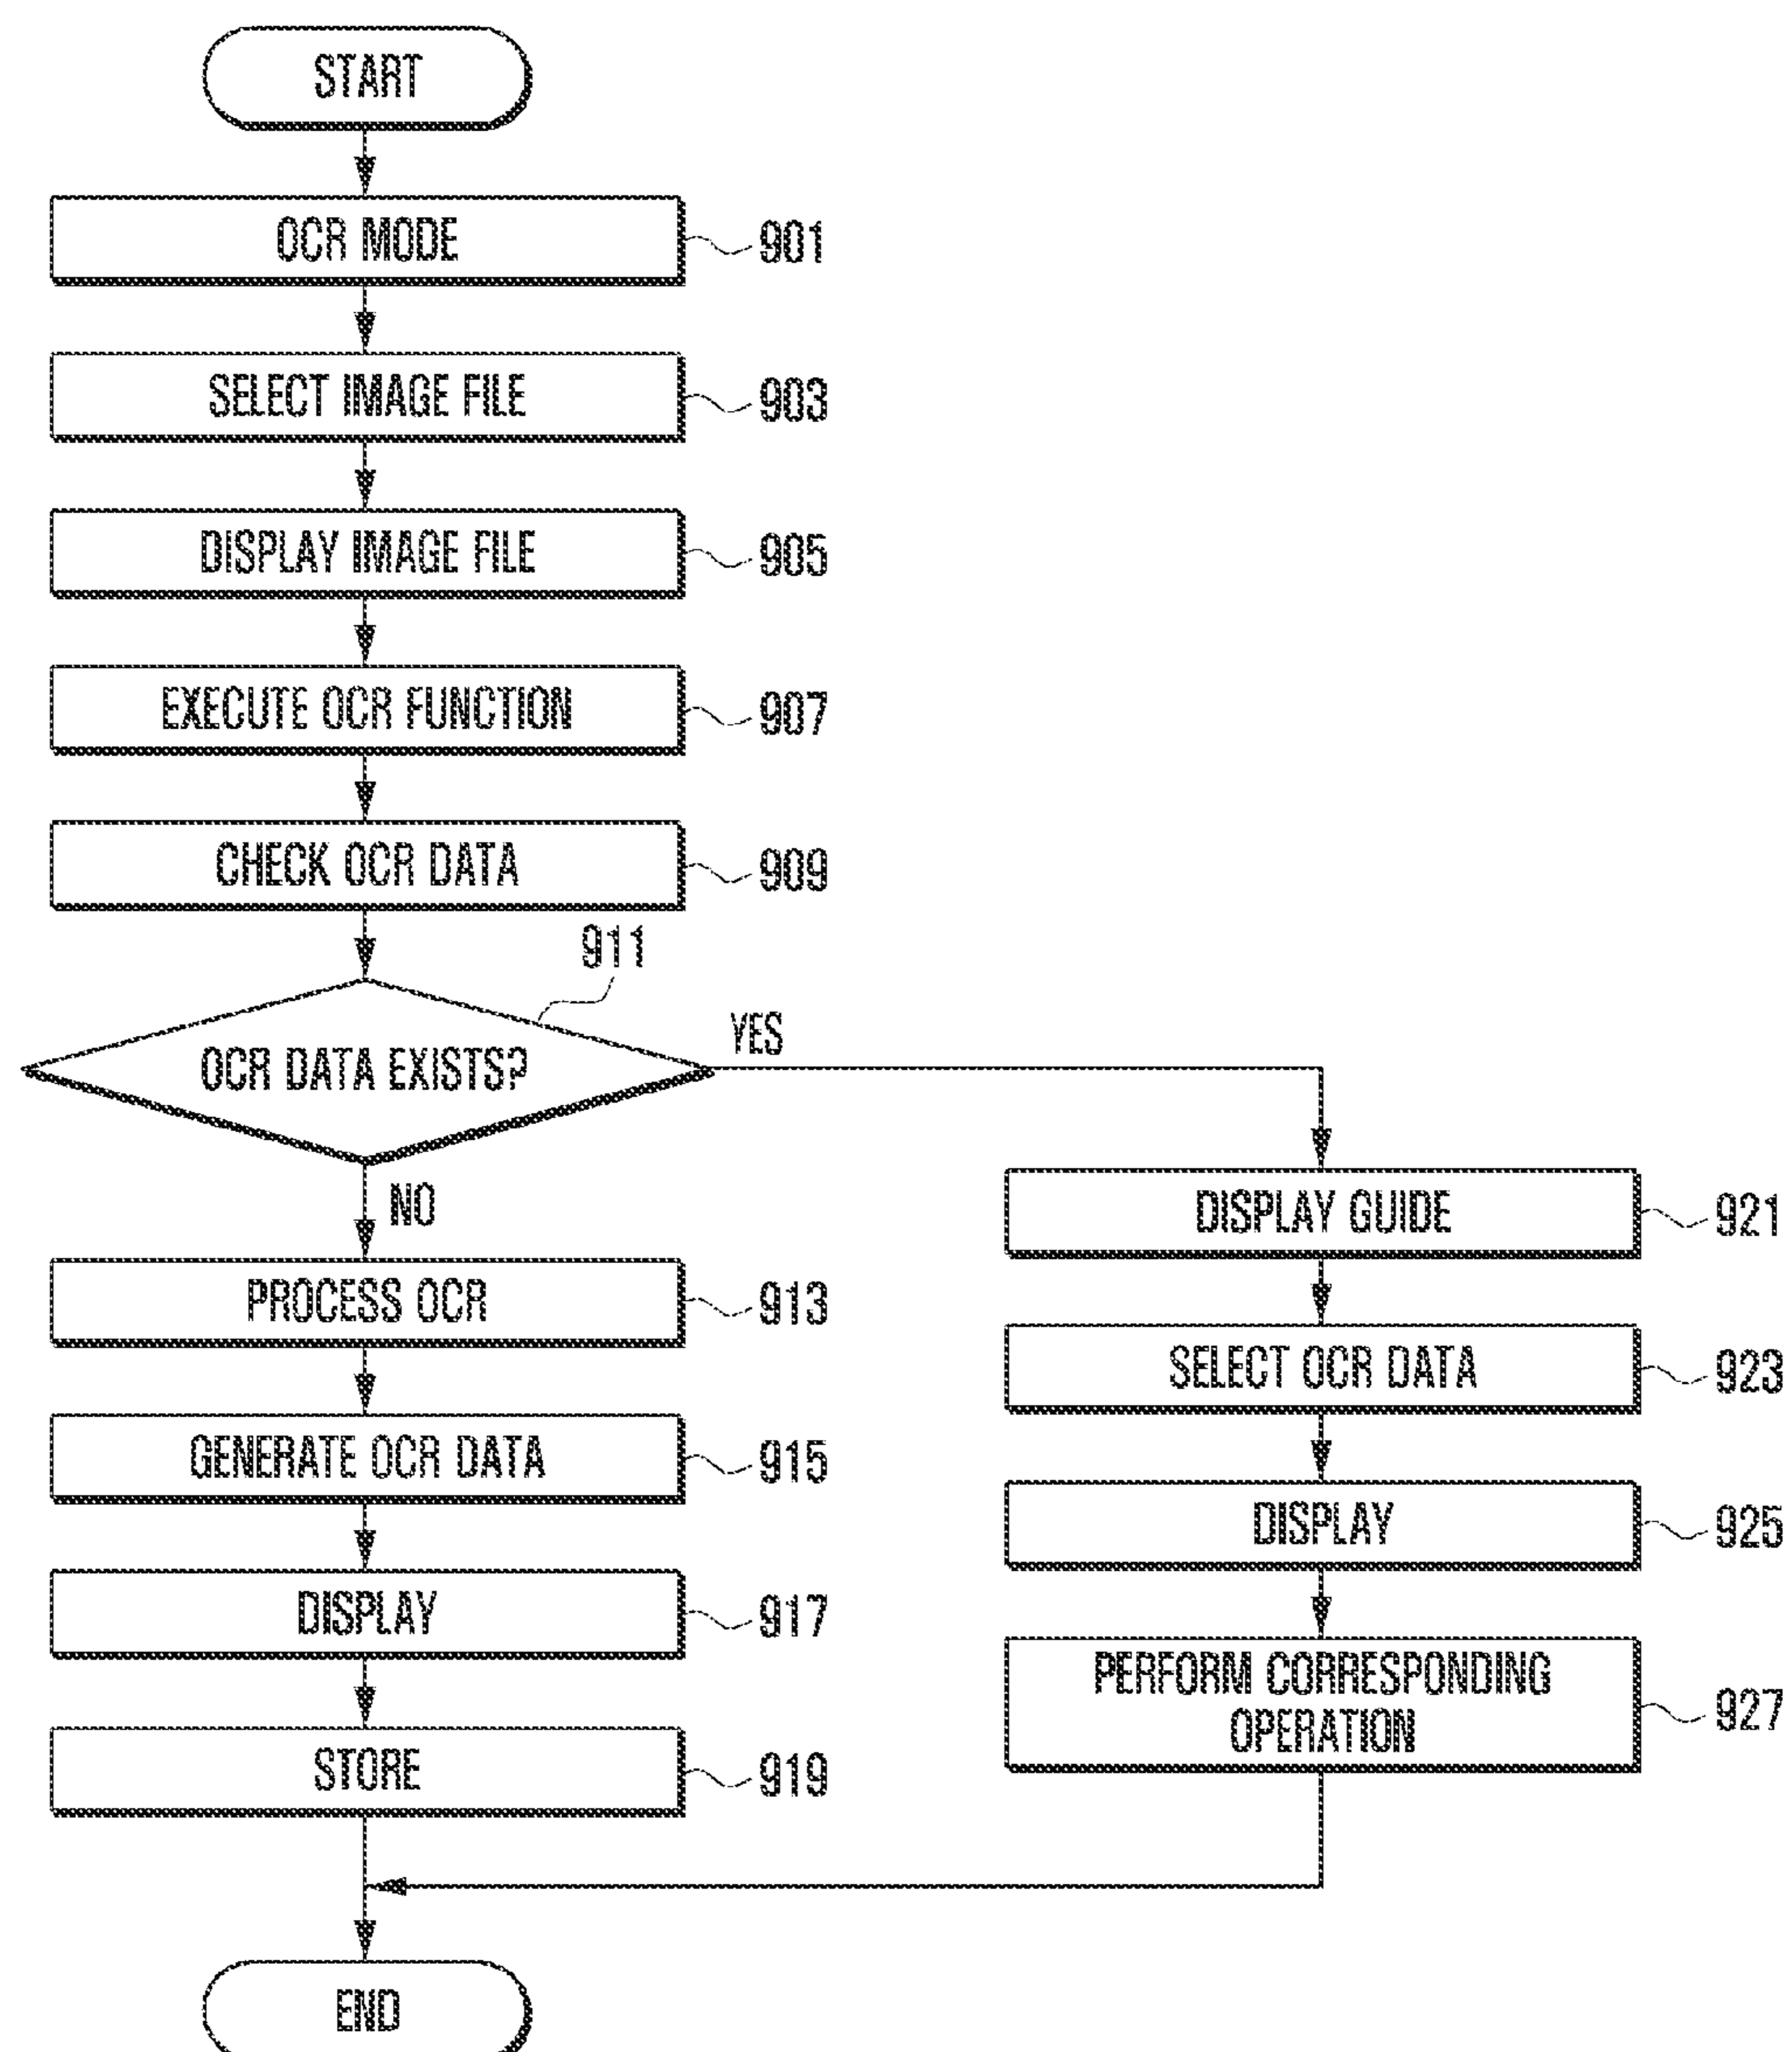 START
OCR MODE
901
SELECT IMAGE FILE
903
DISPLAY IMAGE FILE
905
EXECUTE OCR FUNCTION
907
CHECK OCR DATA
909
911
OCR DATA EXISTS?
YES
NO
PROCESS OCR
913
GENERATE OCR DATA
915
DISPLAY
917
STORE
919
DISPLAY GUIDE
921
SELECT OCR DATA
923
DISPLAY
925
PERFORM CORRESPONDING
OPERATION
927
END